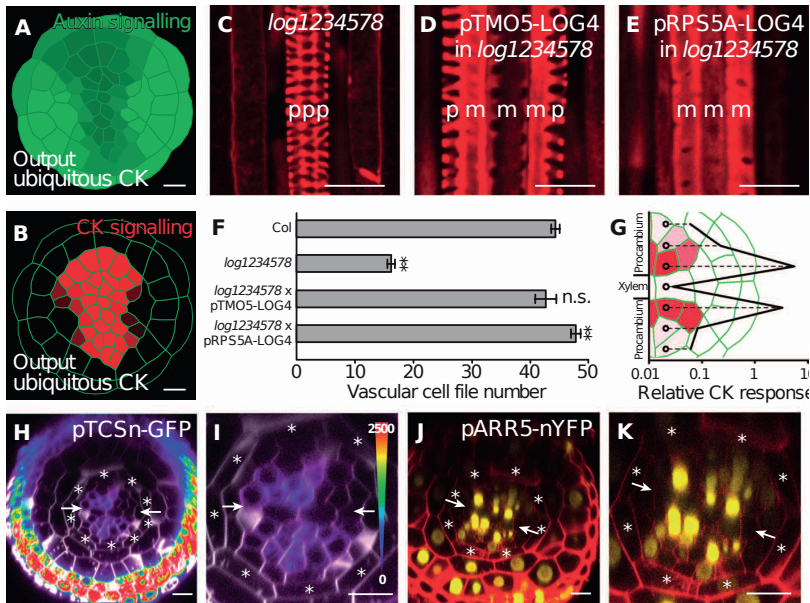 A
Auxin signalling
Output
ubiquitous CK
B
CK signalling
Output
ubiquitous CK
C
log1234578
ppp
D
pTMO5-LOG4
in log1234578
p m m m p
E
pRPS5A-LOG4
in log1234578
m m m
F
Col
log1234578
**
log1234578 x
pTMO5-LOG4
n.s.
log1234578 x
pRPS5A-LOG4
**
0 10 20 30 40 50
Vascular cell file number
G
Procambium
Xylem
Procambium
0.01 0.1 1
Relative CK response
H
pTCSn-GFP
* * * * * * * *
I
2500
0
* * * * * * *
J
pARR5-nYFP
* * * * * * *
K
* * * * * * *